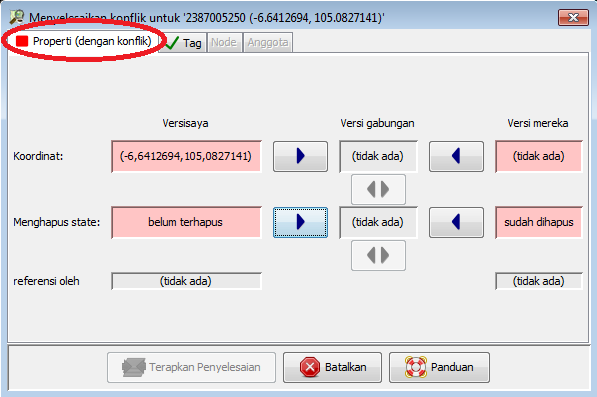 Menyelesaikan konflik untuk '2387005250 (-6.6412694, 105.0827141)'
Properti (dengan konflik) Tag Node Anggota
Versisaya Versi gabungan Versi mereka
Koordinat: (-6,6412694,105,0827141) (tidak ada) (tidak ada)
Menghapus state: belum terhapus (tidak ada) sudah dihapus
referensi oleh (tidak ada) (tidak ada)
Terapkan Penyelesaian Batalkan Panduan